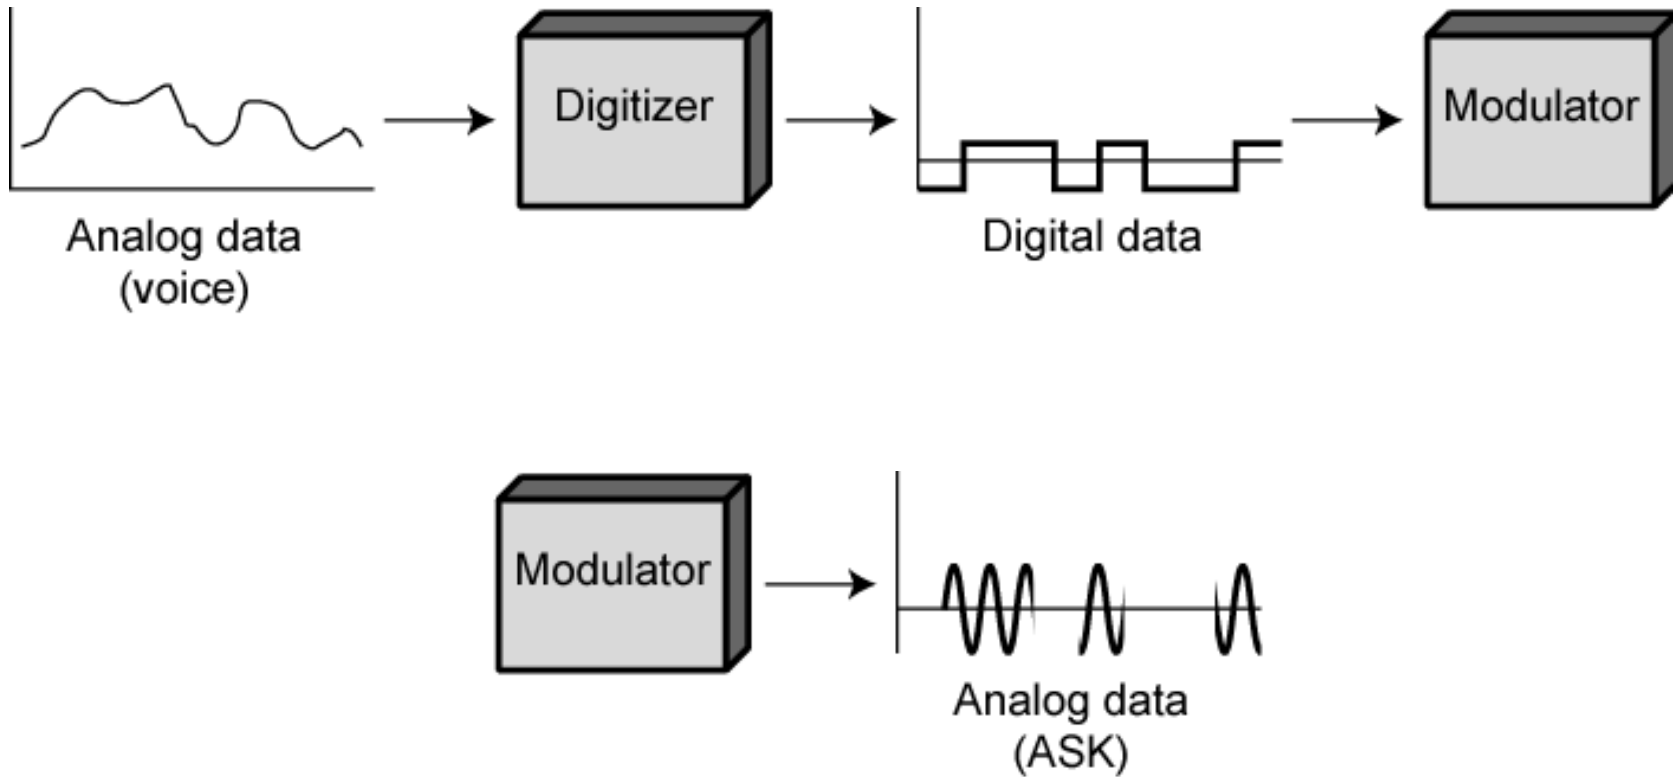 Digitizer
Modulator
Analog data
(voice)
Digital data
Modulator
Analog data
(ASK)